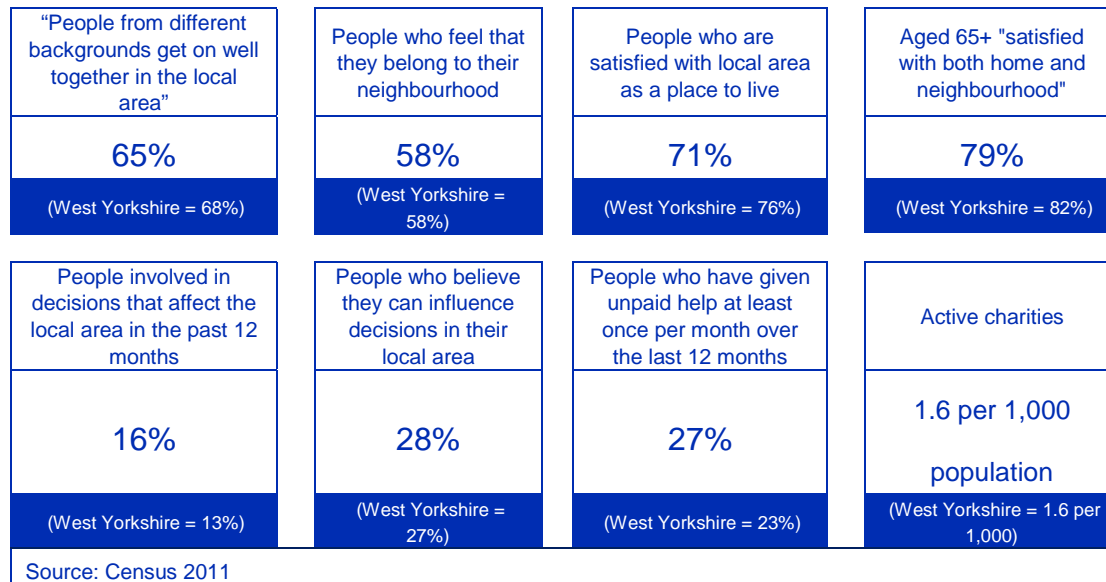 “People from different
backgrounds get on well
together in the local
area”
People who feel that
they belong to their
neighbourhood
People who are
satisfied with local area
as a place to live
Aged 65+ "satisfied
with both home and
neighbourhood"
65%
58%
71%
79%
(West Yorkshire = 68%)
(West Yorkshire =
58%)
(West Yorkshire = 76%)
(West Yorkshire = 82%)
People involved in
decisions that affect the
local area in the past 12
months
People who believe
they can influence
decisions in their
local area
People who have given
unpaid help at least
once per month over
the last 12 months
Active charities
16%
28%
27%
1.6 per 1,000
population
(West Yorkshire = 13%)
(West Yorkshire =
27%)
(West Yorkshire = 23%)
(West Yorkshire = 1.6 per
1,000)
Source: Census 2011